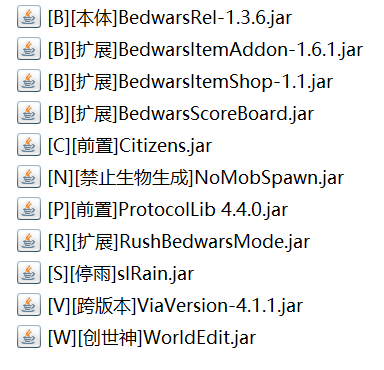 [B][本体]BedwarsRel-1.3.6.jar
[B][扩展]BedwarsItemAddon-1.6.1.jar
[B][扩展]BedwarsItemShop-1.1.jar
[B][扩展]BedwarsScoreBoard.jar
[C][前置]Citizens.jar
[N][禁止生物生成]NoMobSpawn.jar
[P][前置]ProtocolLib 4.4.0.jar
[R][扩展]RushBedwarsMode.jar
[S][停雨]slRain.jar
[V][跨版本]ViaVersion-4.1.1.jar
[W][创世神]WorldEdit.jar